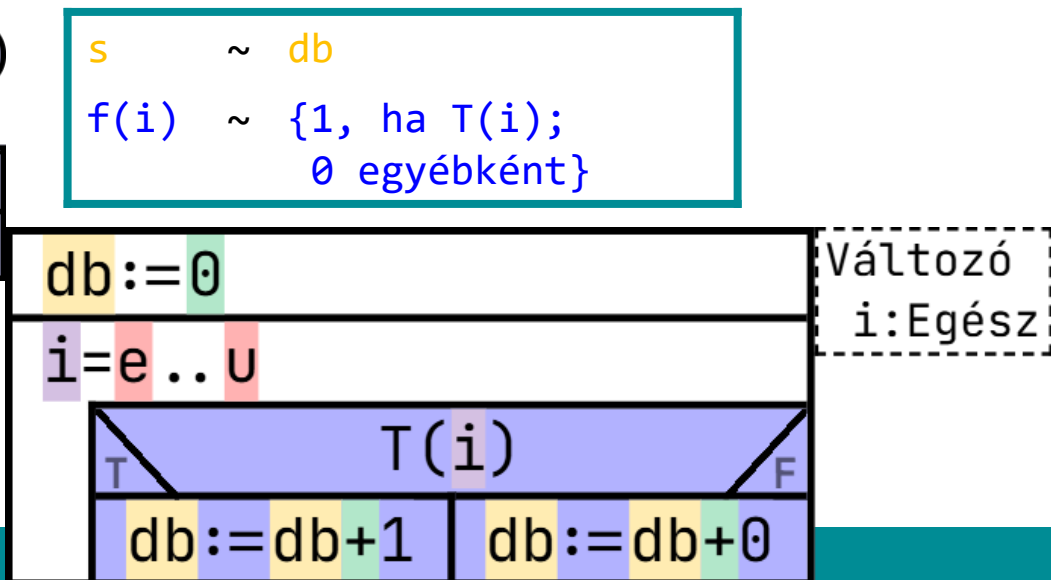 )
s ~ db
f(i) ~ {1, ha T(i);
0 egyébként}
db:=0
Változó
i:Egész
i=e..u
T(i)
T
F
db:=db+1
db:=db+0